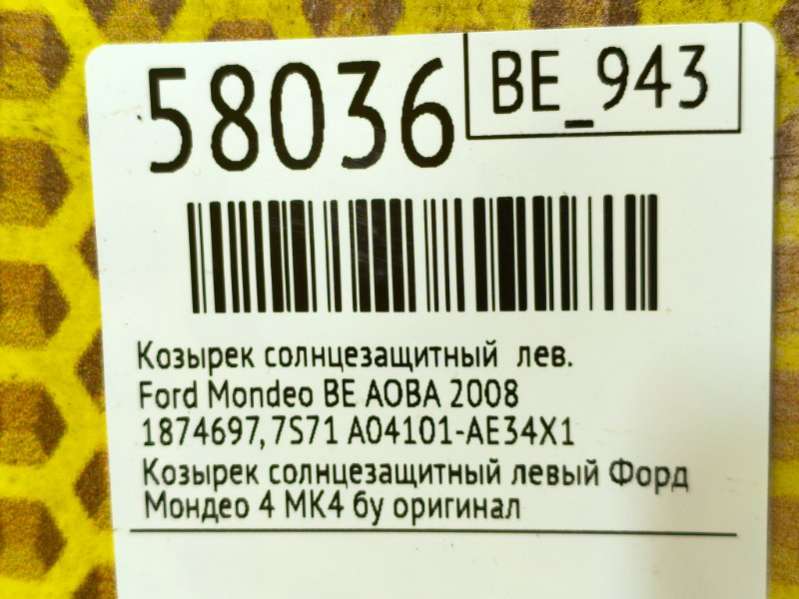 58036
BE_943
Козырек солнцезащитный лев.
Ford Mondeo BE AOBA 2008
1874697, 7S71 A04101-AE34X1
Козырек солнцезащитный левый Форд
Мондео 4 МК4 бу оригинал